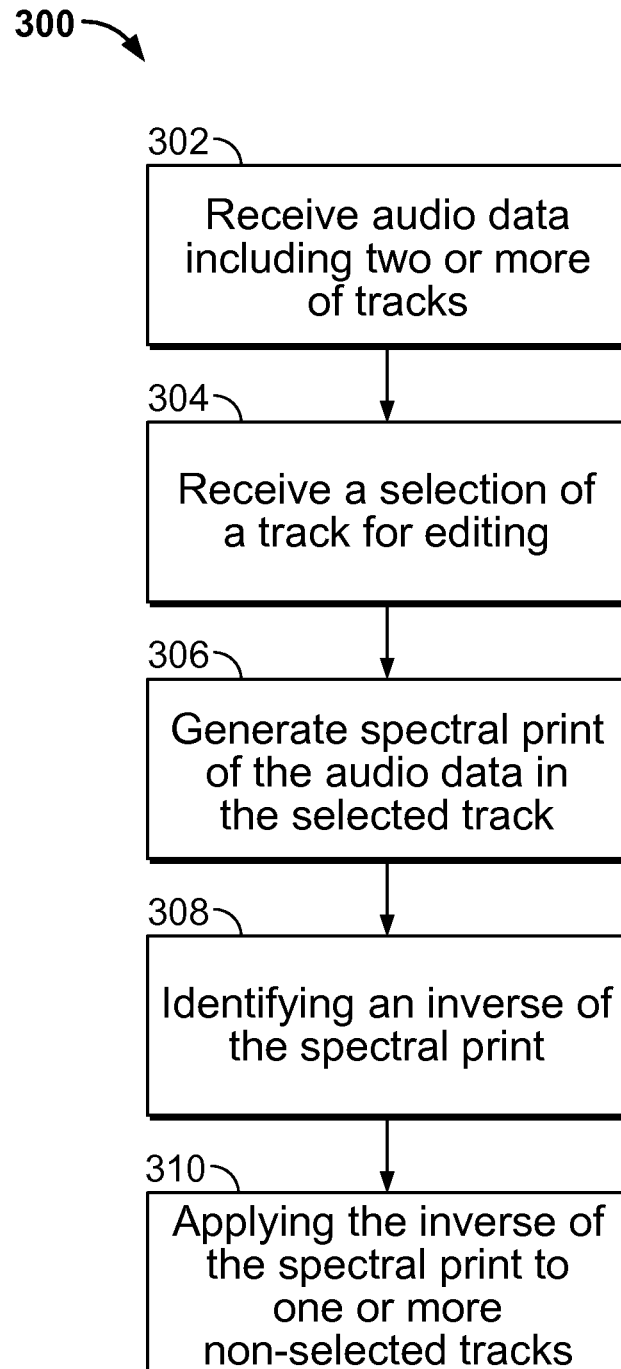 300
302
Receive audio data
including two or more
of tracks
304
Receive a selection of
a track for editing
306
Generate spectral print
of the audio data in
the selected track
308
Identifying an inverse of
the spectral print
310
Applying the inverse of
the spectral print to
one or more
non-selected tracks